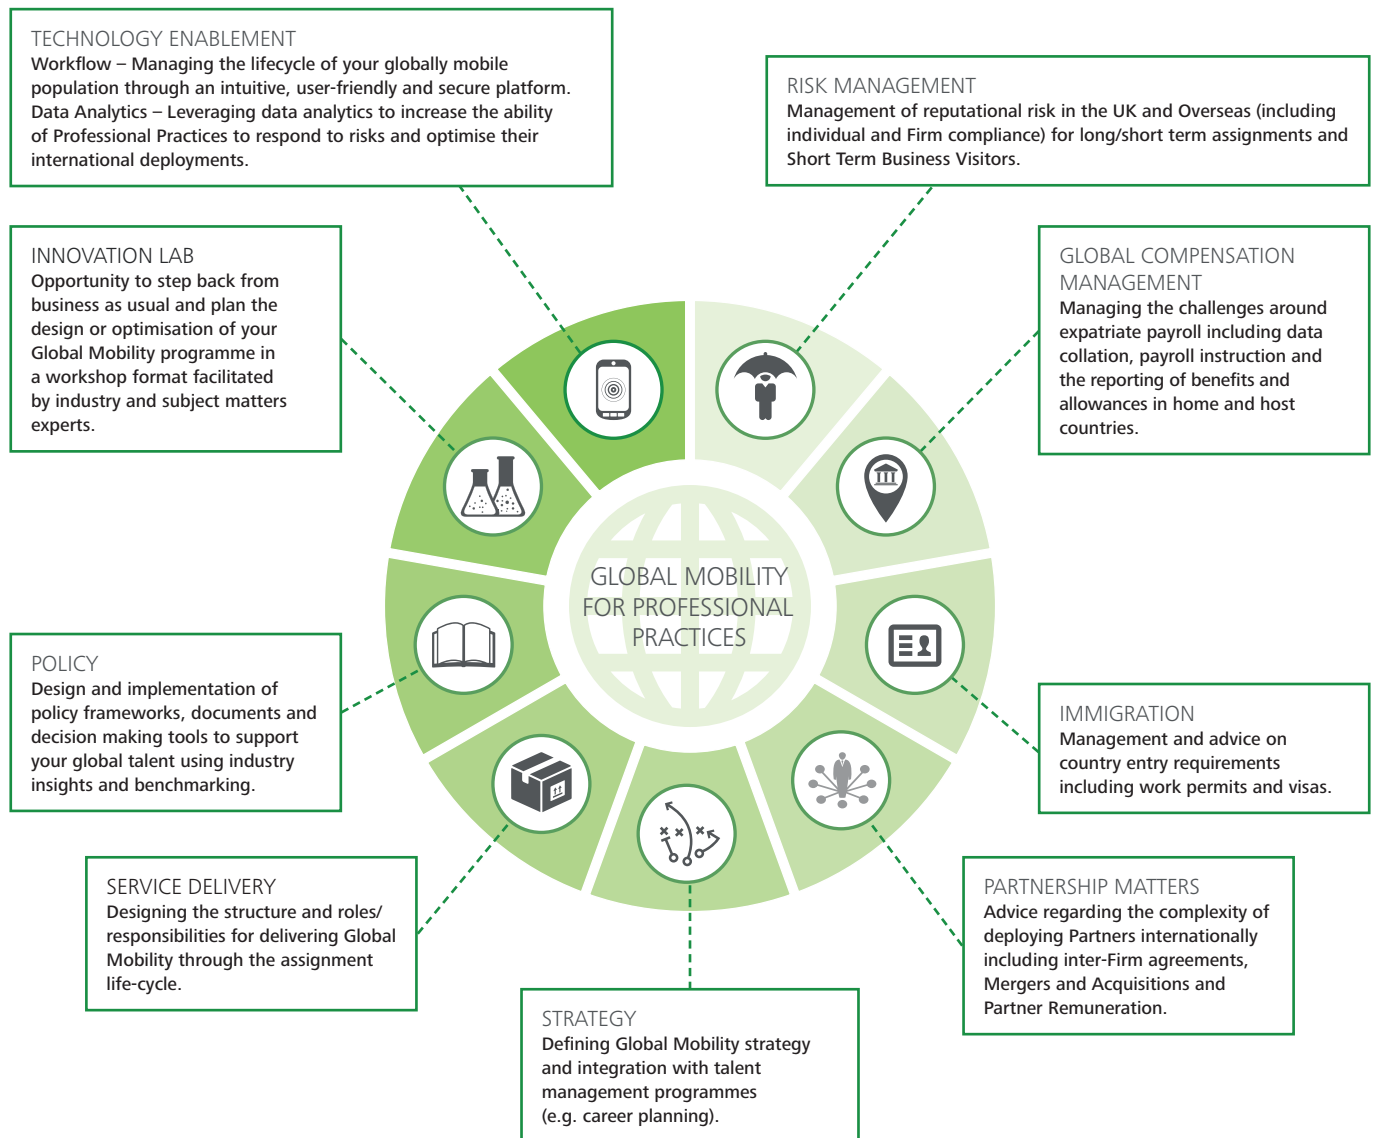 TECHNOLOGY ENABLEMENT
Workflow – Managing the lifecycle of your globally mobile
population through an intuitive, user-friendly and secure platform.
Data Analytics – Leveraging data analytics to increase the ability
of Professional Practices to respond to risks and optimise their
international deployments.
RISK MANAGEMENT
Management of reputational risk in the UK and Overseas (including
individual and Firm compliance) for long/short term assignments and
Short Term Business Visitors.
INNOVATION LAB
Opportunity to step back from
business as usual and plan the
design or optimisation of your
Global Mobility programme in
a workshop format facilitated
by industry and subject matters
experts.
GLOBAL COMPENSATION
MANAGEMENT
Managing the challenges around
expatriate payroll including data
collation, payroll instruction and
the reporting of benefits and
allowances in home and host
countries.
GLOBAL MOBILITY
FOR PROFESSIONAL
PRACTICES
POLICY
Design and implementation of
policy frameworks, documents and
decision making tools to support
your global talent using industry
insights and benchmarking.
IMMIGRATION
Management and advice on
country entry requirements
including work permits and visas.
SERVICE DELIVERY
Designing the structure and roles/
responsibilities for delivering Global
Mobility through the assignment
life-cycle.
PARTNERSHIP MATTERS
Advice regarding the complexity of
deploying Partners internationally
including inter-Firm agreements,
Mergers and Acquisitions and
Partner Remuneration.
STRATEGY
Defining Global Mobility strategy
and integration with talent
management programmes
(e.g. career planning).